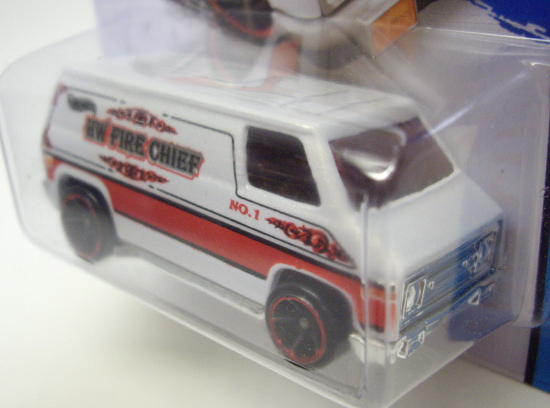 HW FIRE CHIEF
NO. 1